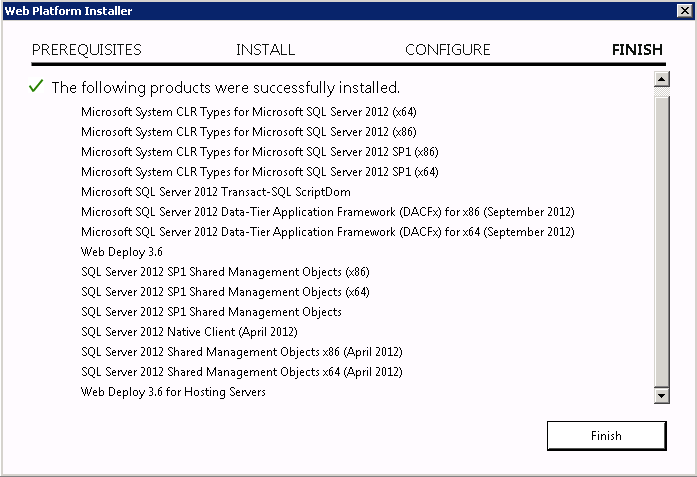 Web Platform Installer
PREREQUISITES INSTALL CONFIGURE FINISH
The following products were successfully installed.
Microsoft System CLR Types for Microsoft SQL Server 2012 (x64)
Microsoft System CLR Types for Microsoft SQL Server 2012 (x86)
Microsoft System CLR Types for Microsoft SQL Server 2012 SP1 (x86)
Microsoft System CLR Types for Microsoft SQL Server 2012 SP1 (x64)
Microsoft SQL Server 2012 Transact-SQL ScriptDom
Microsoft SQL Server 2012 Data-Tier Application Framework (DACFx) for x86 (September 2012)
Microsoft SQL Server 2012 Data-Tier Application Framework (DACFx) for x64 (September 2012)
Web Deploy 3.6
SQL Server 2012 SP1 Shared Management Objects (x86)
SQL Server 2012 SP1 Shared Management Objects (x64)
SQL Server 2012 SP1 Shared Management Objects
SQL Server 2012 Native Client (April 2012)
SQL Server 2012 Shared Management Objects x86 (April 2012)
SQL Server 2012 Shared Management Objects x64 (April 2012)
Web Deploy 3.6 for Hosting Servers
Finish